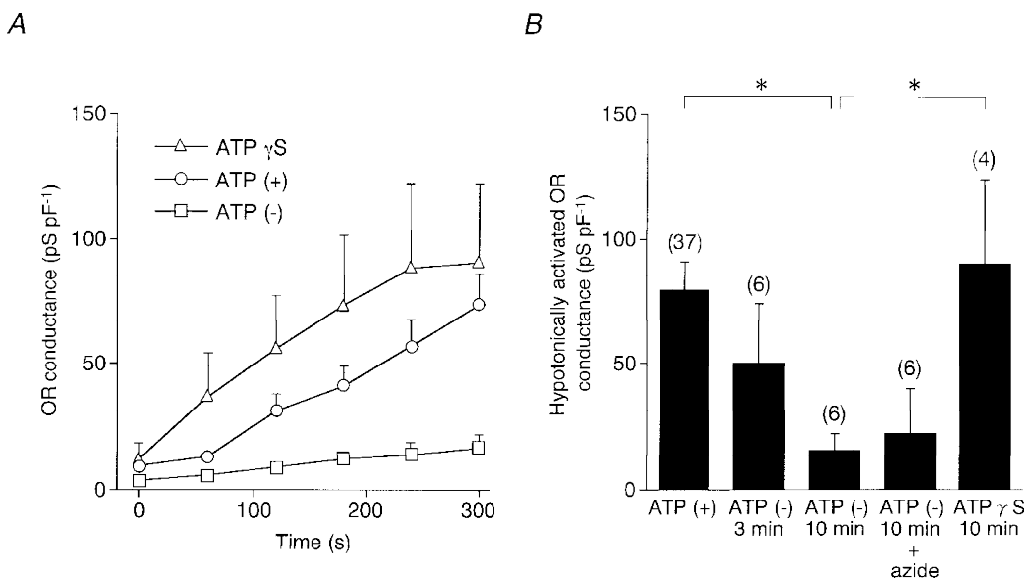 A
150
100
50
0
OR conductance (pS pF-1)
ATP γS
ATP (+)
ATP (-)
0 100 200 300
Time (s)
B
* *
150
100
50
0
Hypotonically activated OR
conductance (pS pF-1)
(37)
(6)
(6)
(6)
(4)
ATP (+) ATP (-) ATP (-) ATP (-) ATP γ S
3 min 10 min 10 min 10 min
+
azide